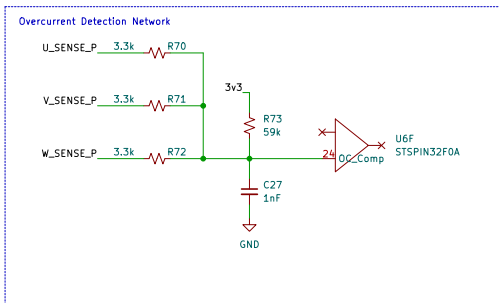 Overcurrent Detection Network
U_SENSE_P 3.3k R70
3v3
V_SENSE_P 3.3k R71
R73
59k
U6F
STSPIN32F0A
W_SENSE_P 3.3k R72
24 OC_Comp
C27
1nF
GND